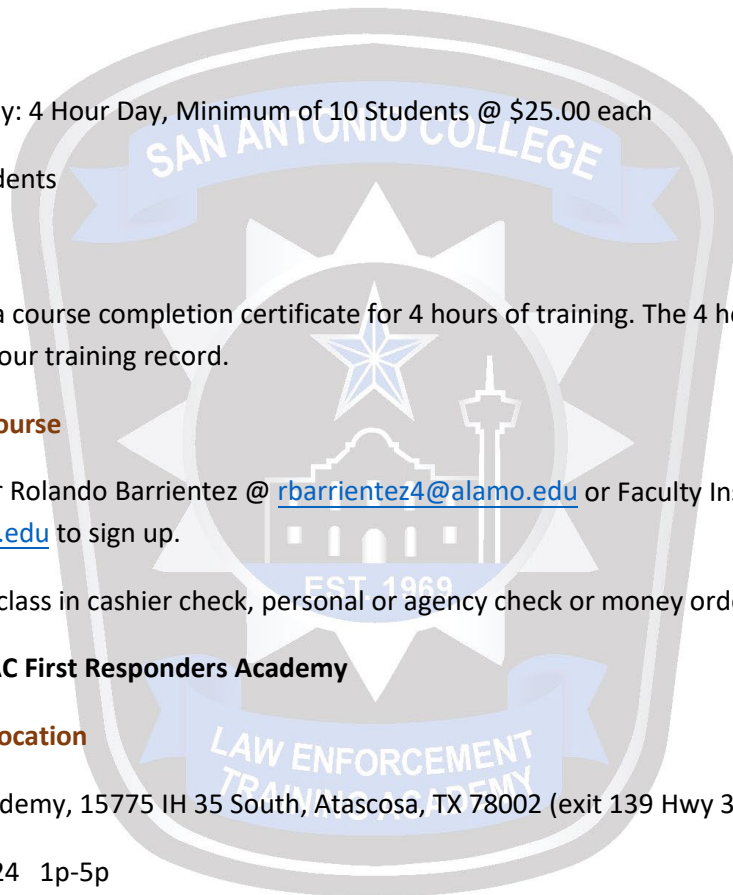 y: 4 Hour Day, Minimum of 10 Students @ $25.00 each
SAN ANTONIO COLLEGE
dents
a course completion certificate for 4 hours of training. The 4 h
our training record.
ourse
r Rolando Barrientez @ rbarrientez4@alamo.edu or Faculty Ins
.edu to sign up.
EST. 1969
class in cashier check, personal or agency check or money orde
AC First Responders Academy
ocation
LAW ENFORCEMENT
TRAINING ACADEMY
demy, 15775 IH 35 South, Atascosa, TX 78002 (exit 139 Hwy 3
24 1p-5p